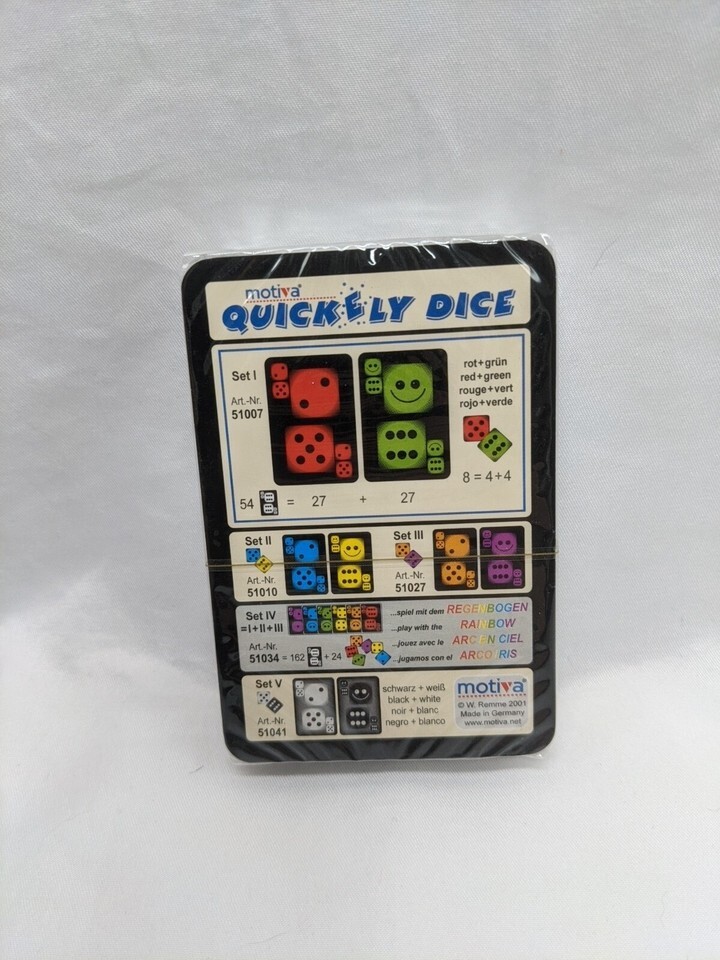 motiva®
QUICKELY DICE
Set I
Art.-Nr.
51007
rot+grün
red+green
rouge+vert
rojo+verde
8 = 4+4
54 = 27 + 27
Set II
Art.-Nr.
51010
Set III
Art.-Nr.
51027
Set IV
=I+II+III
Art.-Nr.
51034 = 162 + 24
...spiel mit dem REGENBOGEN
...play with the RAINBOW
...jouez avec le ARC EN CIEL
...jugamos con el ARCO IRIS
Set V
Art.-Nr.
51041
schwarz + weiß
black + white
noir + blanc
negro + blanco
motiva®
© W. Remme 2001
Made in Germany
www.motiva.net